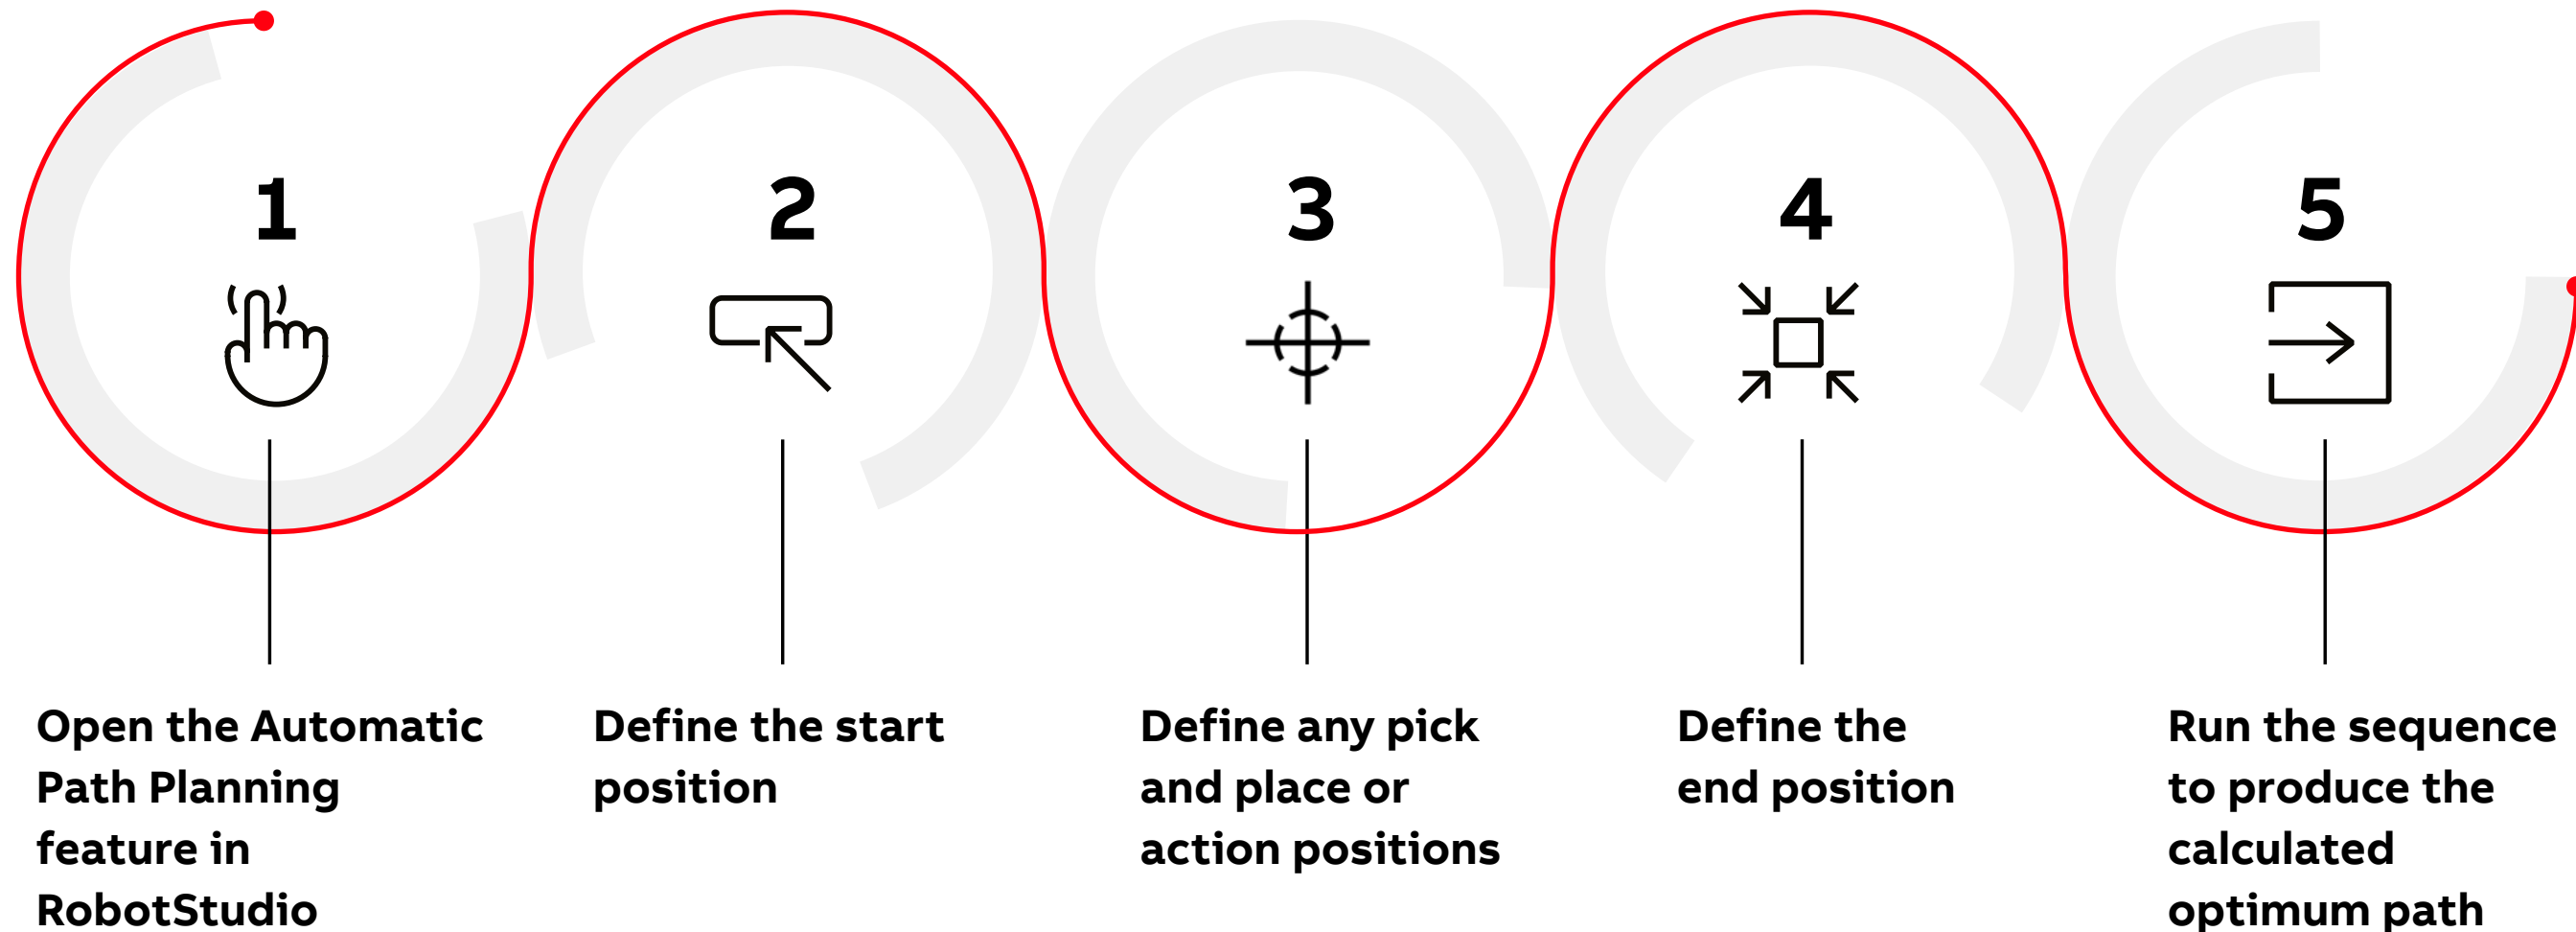 1
Open the Automatic
Path Planning
feature in
RobotStudio
2
Define the start
position
3
Define any pick
and place or
action positions
4
Define the
end position
5
Run the sequence
to produce the
calculated
optimum path